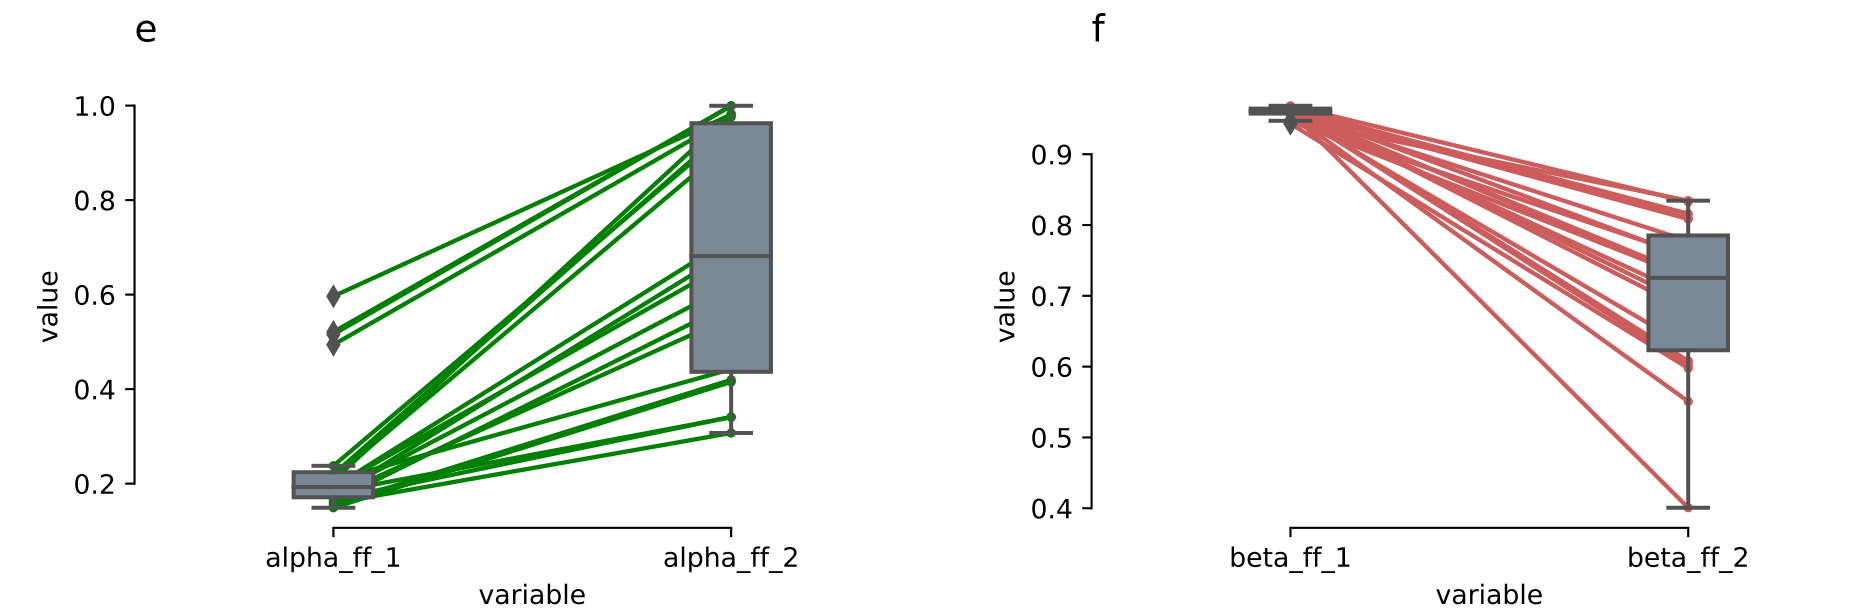 e
1.0
0.8
0.6
0.4
0.2
value
alpha_ff_1
alpha_ff_2
variable
f
0.9
0.8
0.7
0.6
0.5
0.4
value
beta_ff_1
beta_ff_2
variable